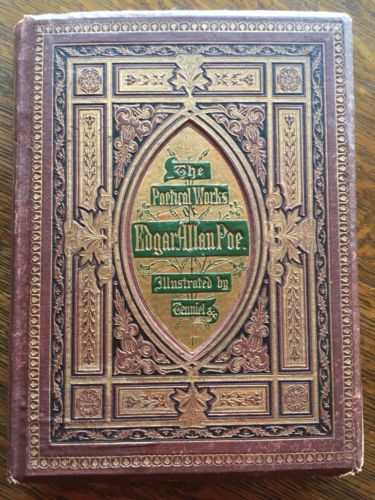 The
Poetical Works
of
Edgar Allan Poe.
Illustrated by
Tenniel &c